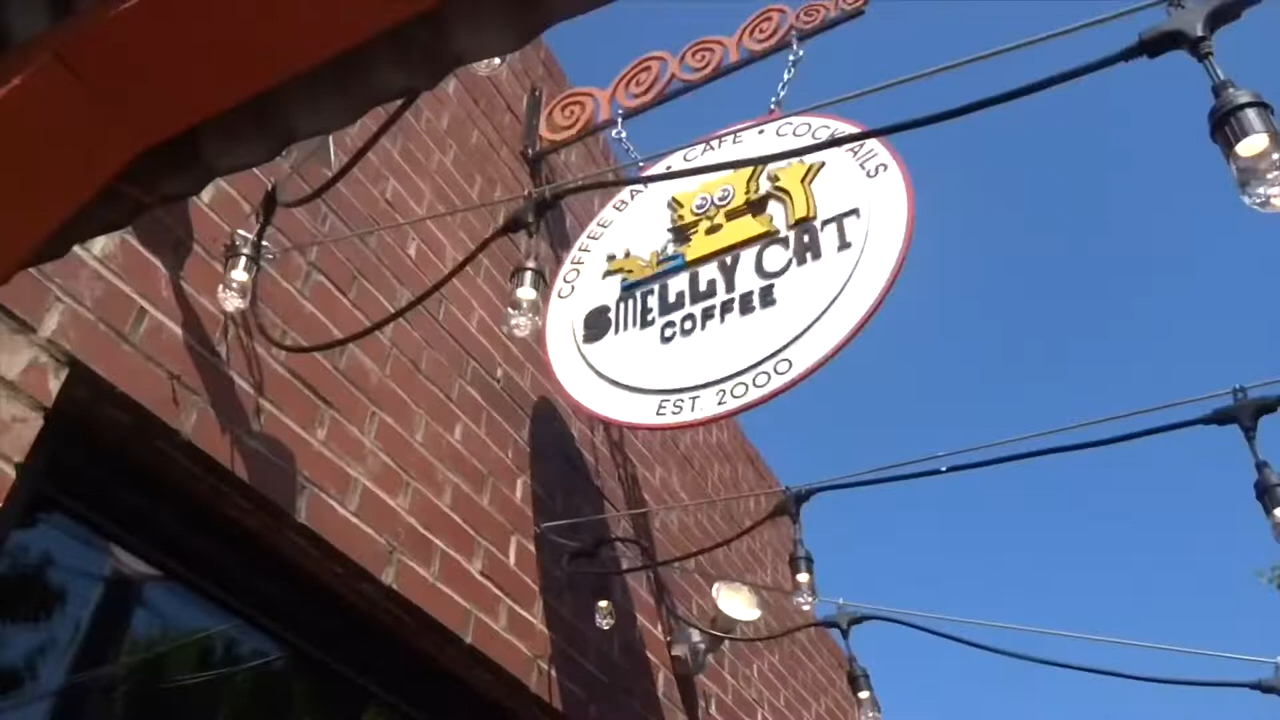 COFFEE BAR • CAFE • COCKTAILS
SMELLY CAT
COFFEE
EST. 2000